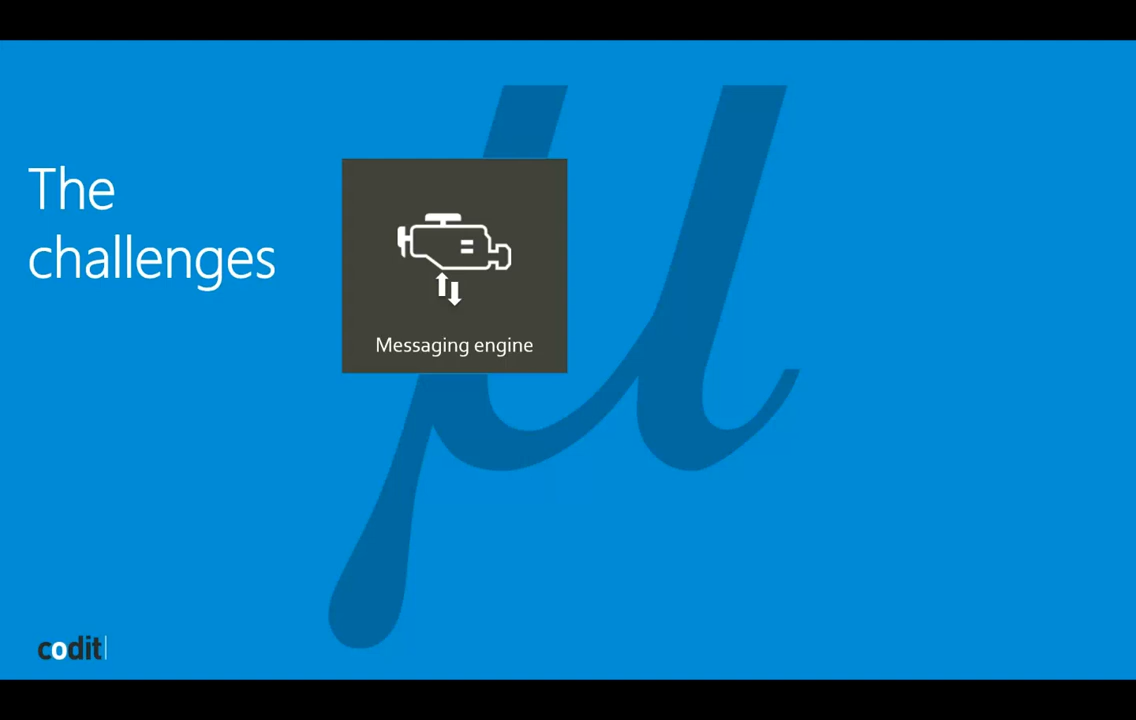 The
challenges
Messaging engine
µ
codit